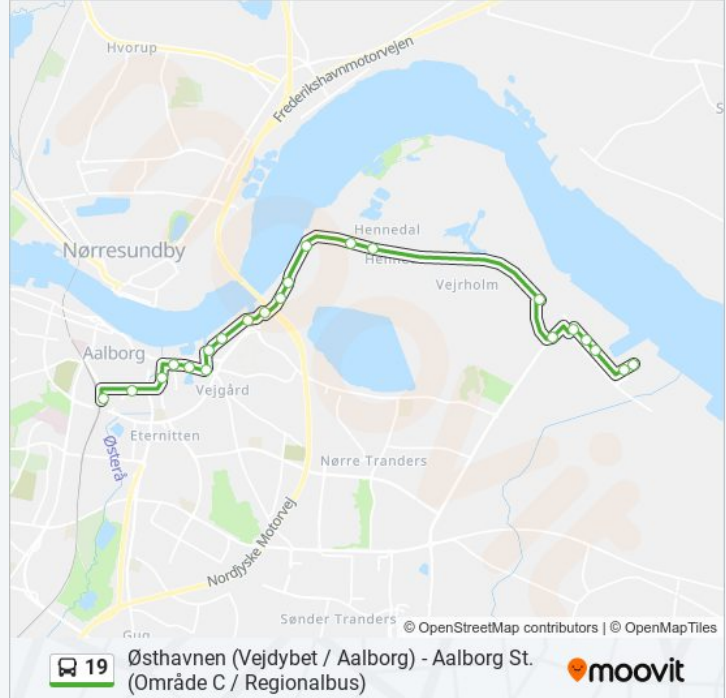 Hvorup
Frederikshavnmotorvejen
S
Hennedal
Nørresundby
Vejrholm
Aalborg
Vejgård
Eternitten
Østerå
Nørre Tranders
Nordjyske Motorvej
Sønder Tranders
© OpenStreetMap contributors | © OpenMapTiles
19
Østhavnen (Vejdybet / Aalborg) - Aalborg St.
(Område C / Regionalbus)
moovit